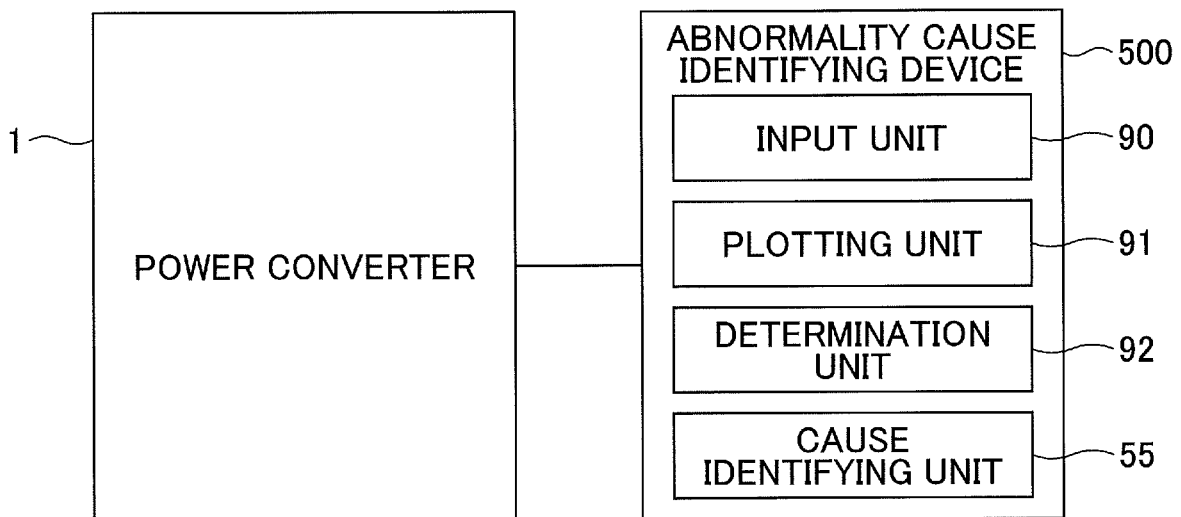 1
POWER CONVERTER
ABNORMALITY CAUSE
IDENTIFYING DEVICE
500
INPUT UNIT
90
PLOTTING UNIT
91
DETERMINATION
UNIT
92
CAUSE
IDENTIFYING UNIT
55